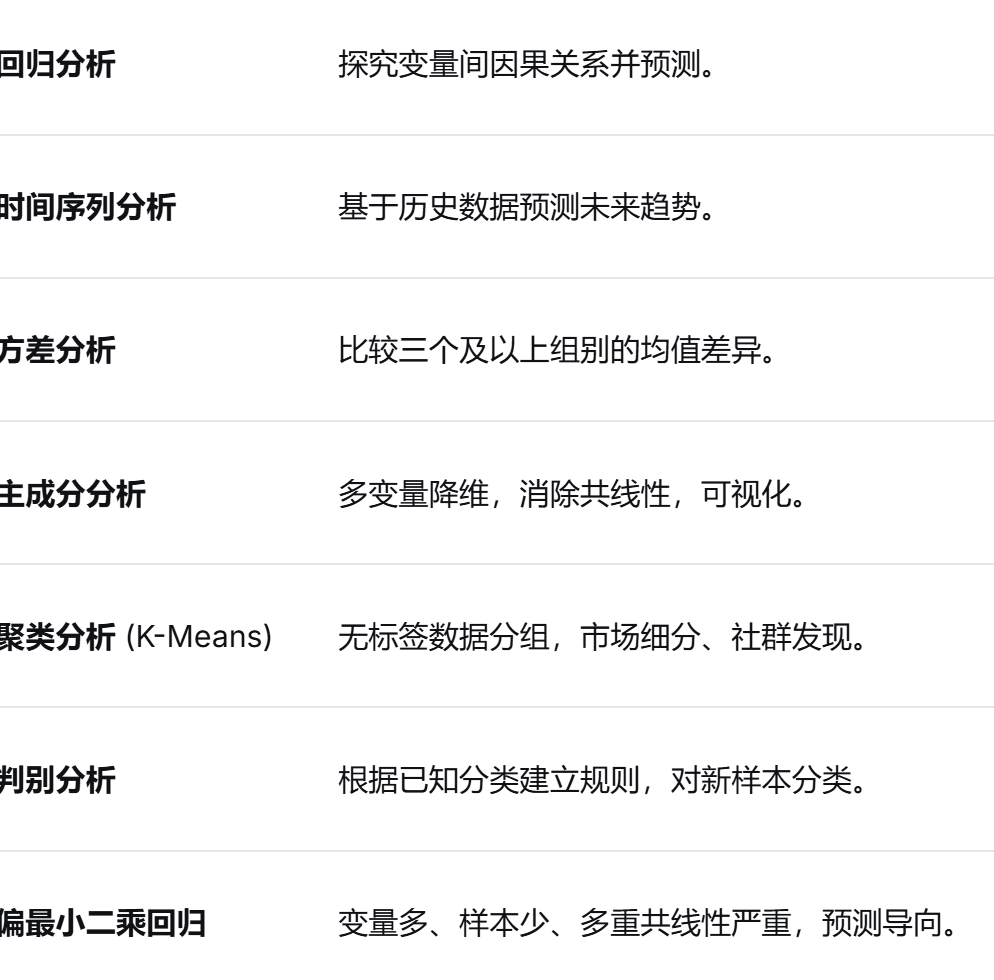 回归分析 探究变量间因果关系并预测。
时间序列分析 基于历史数据预测未来趋势。
方差分析 比较三个及以上组别的均值差异。
主成分分析 多变量降维，消除共线性，可视化。
聚类分析 (K-Means) 无标签数据分组，市场细分、社群发现。
判别分析 根据已知分类建立规则，对新样本分类。
偏最小二乘回归 变量多、样本少、多重共线性严重，预测导向。